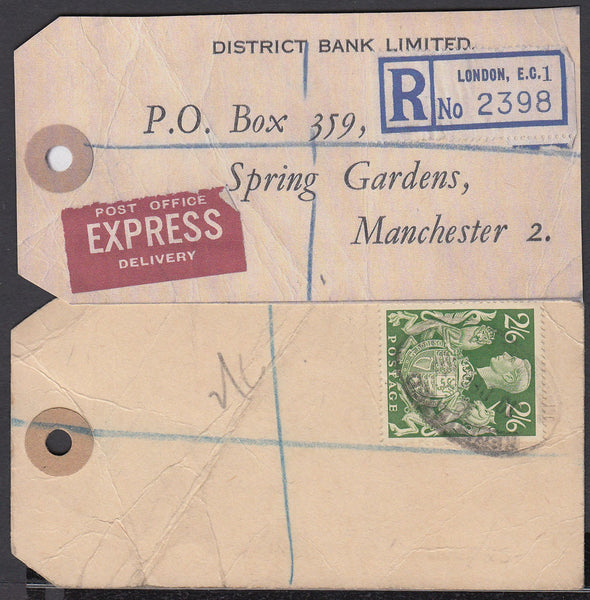 DISTRICT BANK LIMITED.
R LONDON, E.C.1
No 2398
P.O. Box 359,
Spring Gardens,
Manchester 2.
POST OFFICE
EXPRESS
DELIVERY
2/6 POSTAGE 2/6